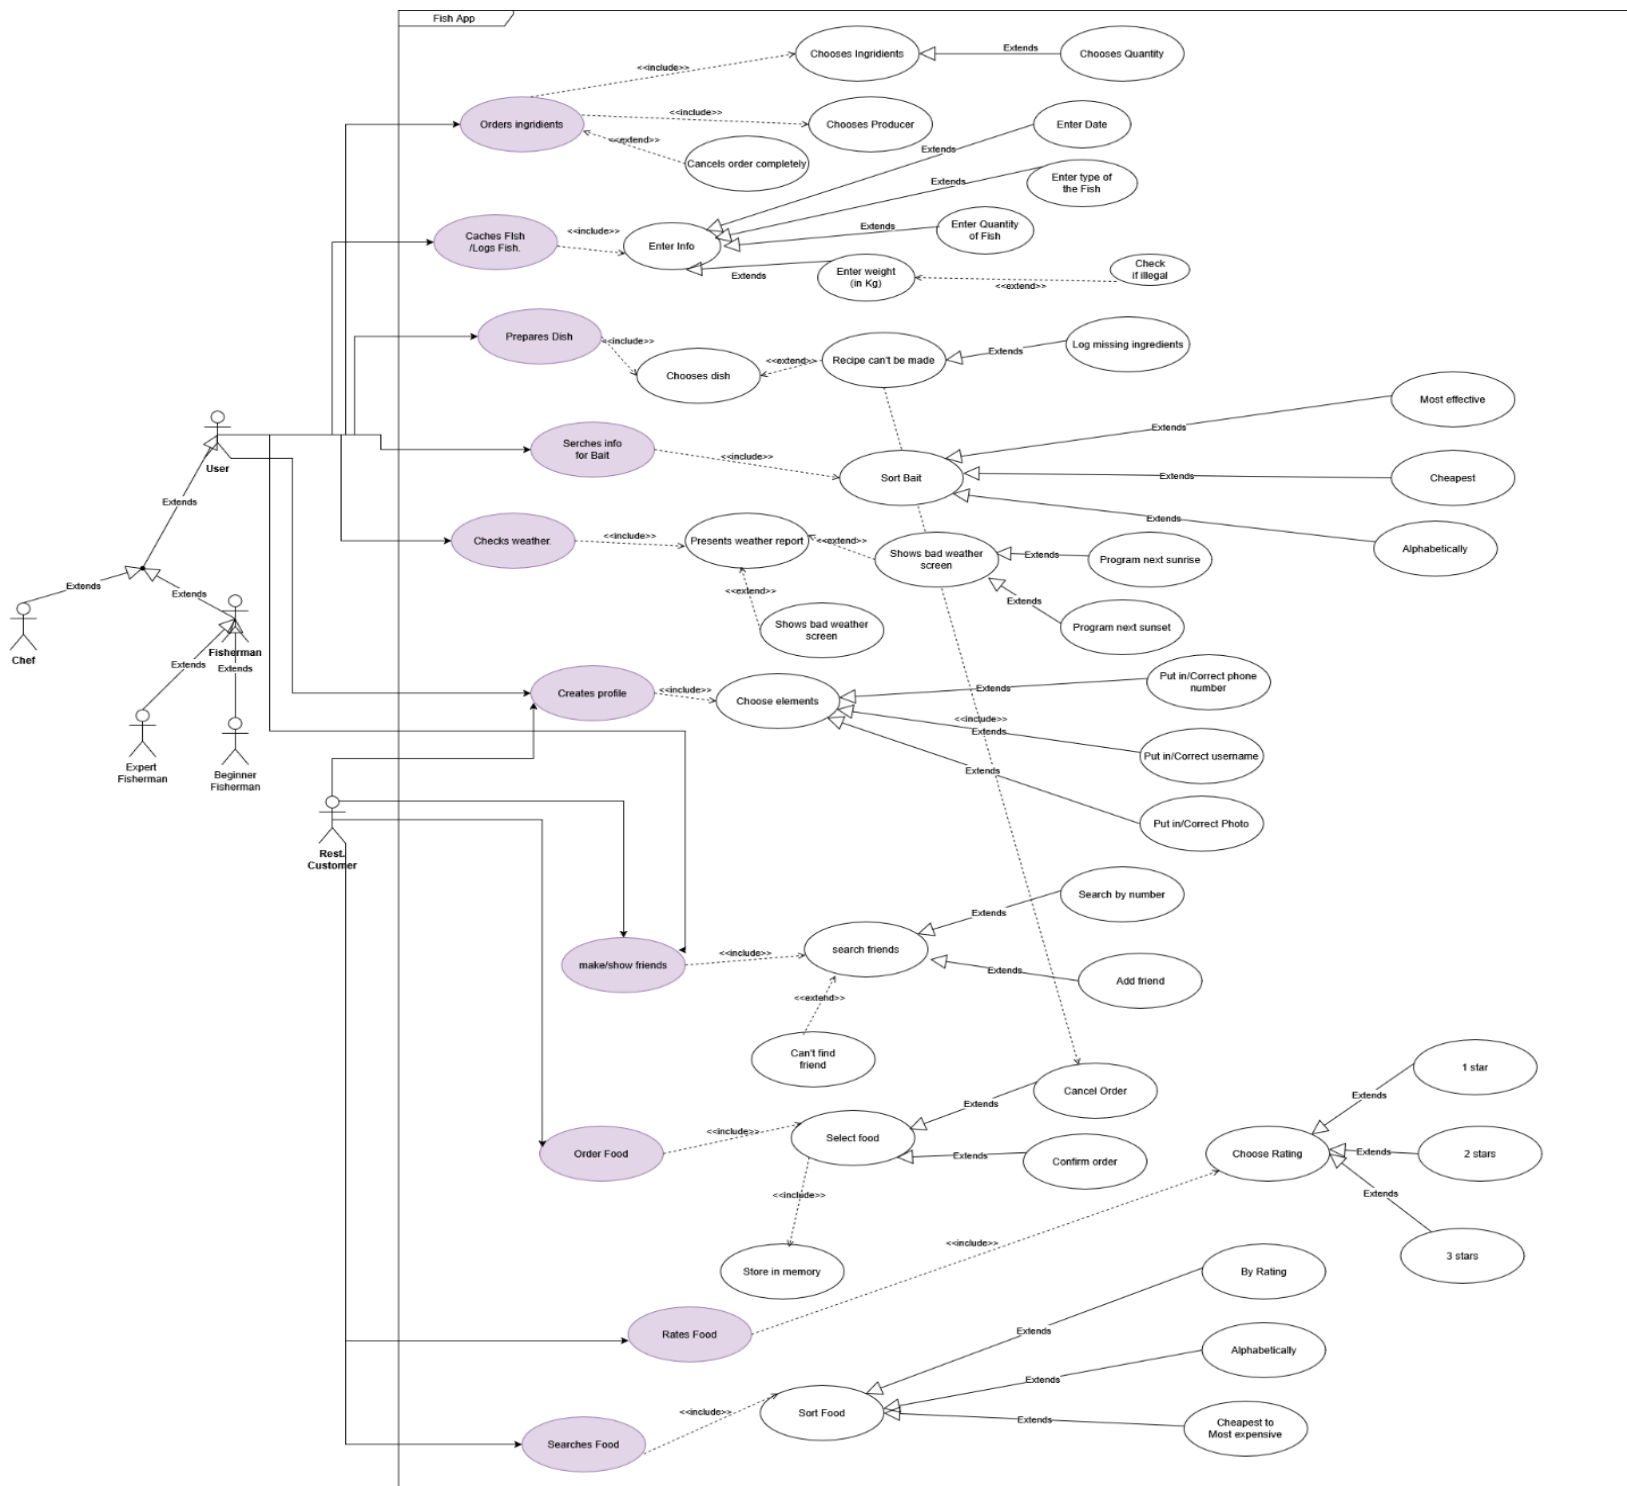 Fish App
Chooses Ingridients
Extends
Chooses Quantity
<<include>>
Orders ingridients
<<include>>
Chooses Producer
Enter Date
<<extend>>
Cancels order completely
Extends
Extends
Enter type of
the Fish
Caches FIsh
/Logs Fish.
<<include>>
Enter Info
Extends
Enter Quantity
of Fish
Extends
Enter weight
(in Kg)
<<extend>>
Check
if illegal
Prepares Dish
<<include>>
Chooses dish
<<extend>>
Recipe can't be made
Extends
Log missing ingredients
Most effective
Extends
User
Serches info
for Bait
<<include>>
Sort Bait
Extends
Cheapest
Extends
Extends
Alphabetically
Checks weather.
<<include>>
Presents weather report
<<extend>>
Shows bad weather
screen
Extends
Program next sunrise
Extends
Program next sunset
<<extend>>
Shows bad weather
screen
Extends
Extends
Chef
Fisherman
Extends
Extends
Expert
Fisherman
Beginner
Fisherman
Creates profile
<<include>>
Choose elements
Extends
Put in/Correct phone
number
<<include>>
Extends
Put in/Correct username
Extends
Put in/Correct Photo
Rest.
Customer
Search by number
Extends
make/show friends
<<include>>
search friends
Extends
Add friend
<<extend>>
Can't find
friend
Cancel Order
Extends
Order Food
<<include>>
Select food
Extends
Confirm order
<<include>>
Store in memory
1 star
Extends
Choose Rating
Extends
2 stars
Extends
3 stars
<<include>>
Rates Food
By Rating
Extends
Alphabetically
Extends
Searches Food
<<include>>
Sort Food
Extends
Cheapest to
Most expensive